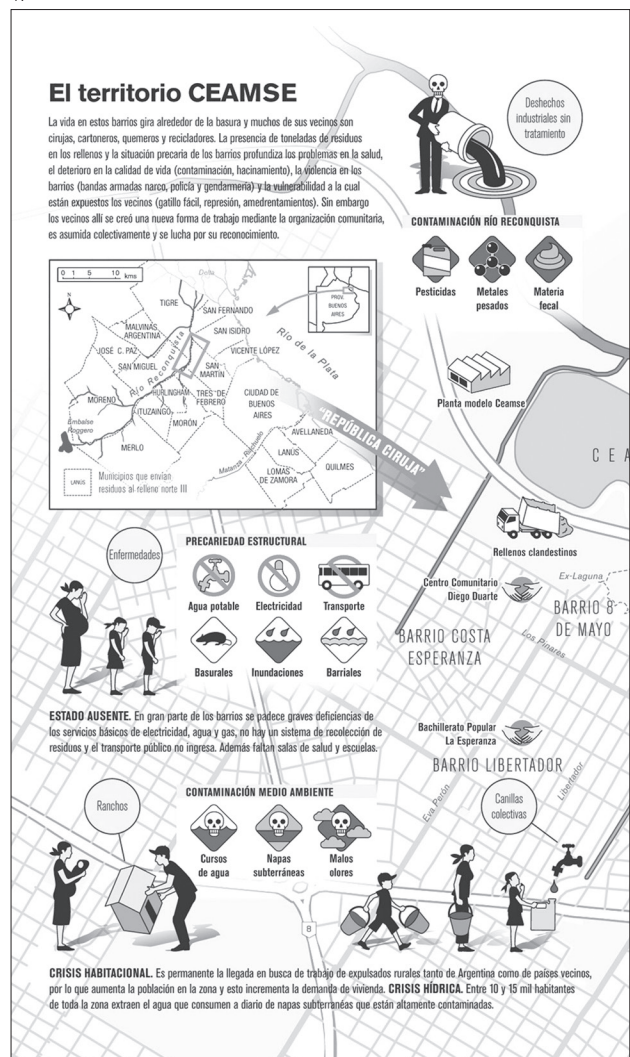 El territorio CEAMSE
La vida en estos barrios gira alrededor de la basura y muchos de sus vecinos son
cirujas, cartoneros, quemeros y recicladores. La presencia de toneladas de residuos
en los rellenos y la situación precaria de los barrios profundiza los problemas en la salud,
el deterioro en la calidad de vida (contaminación, hacinamiento), la violencia en los
barrios (bandas armadas narco, policía y gendarmería) y la vulnerabilidad a la cual
están expuestos los vecinos (gatillo fácil, represión, amedrentamientos). Sin embargo
los vecinos allí se creó una nueva forma de trabajo mediante la organización comunitaria,
es asumida colectivamente y se lucha por su reconocimiento.
Deshechos
industriales sin
tratamiento
CONTAMINACIÓN RÍO RECONQUISTA
Pesticidas
Metales
pesados
Materia
fecal
0 1 5 10 kms
N
Delta
TIGRE
SAN FERNANDO
PROV.
BUENOS
AIRES
MALVINAS
ARGENTINA
SAN ISIDRO
JOSÉ C. PAZ
VICENTE LÓPEZ
Río de la Plata
SAN MIGUEL
Río Reconquista
SAN
MARTÍN
MORENO
HURLINGHAM
TRES DE
FEBRERO
CIUDAD DE
BUENOS
AIRES
ITUZAINGO
MORÓN
Embalse
Roggero
MERLO
Matanza - Riachuelo
AVELLANEDA
LANÚS
LOMAS
DE ZAMORA
QUILMES
LANÚS
Municipios que envían
residuos al relleno norte III
"REPÚBLICA CIRUJA"
Planta modelo Ceamse
CEA
Rellenos clandestinos
Ex-Laguna
Centro Comunitario
Diego Duarte
BARRIO 8
DE MAYO
BARRIO COSTA
ESPERANZA
Los Pinares
Enfermedades
PRECARIEDAD ESTRUCTURAL
Agua potable
Electricidad
Transporte
Basurales
Inundaciones
Barriales
ESTADO AUSENTE. En gran parte de los barrios se padece graves deficiencias de
los servicios básicos de electricidad, agua y gas, no hay un sistema de recolección de
residuos y el transporte público no ingresa. Además faltan salas de salud y escuelas.
Bachillerato Popular
La Esperanza
BARRIO LIBERTADOR
Eva Perón
Libertador
Ranchos
CONTAMINACIÓN MEDIO AMBIENTE
Cursos
de agua
Napas
subterráneas
Malos
olores
Canillas
colectivas
8
CRISIS HABITACIONAL. Es permanente la llegada en busca de trabajo de expulsados rurales tanto de Argentina como de países vecinos,
por lo que aumenta la población en la zona y esto incrementa la demanda de vivienda. CRISIS HÍDRICA. Entre 10 y 15 mil habitantes
de toda la zona extraen el agua que consumen a diario de napas subterraneás que están altamente contaminadas.